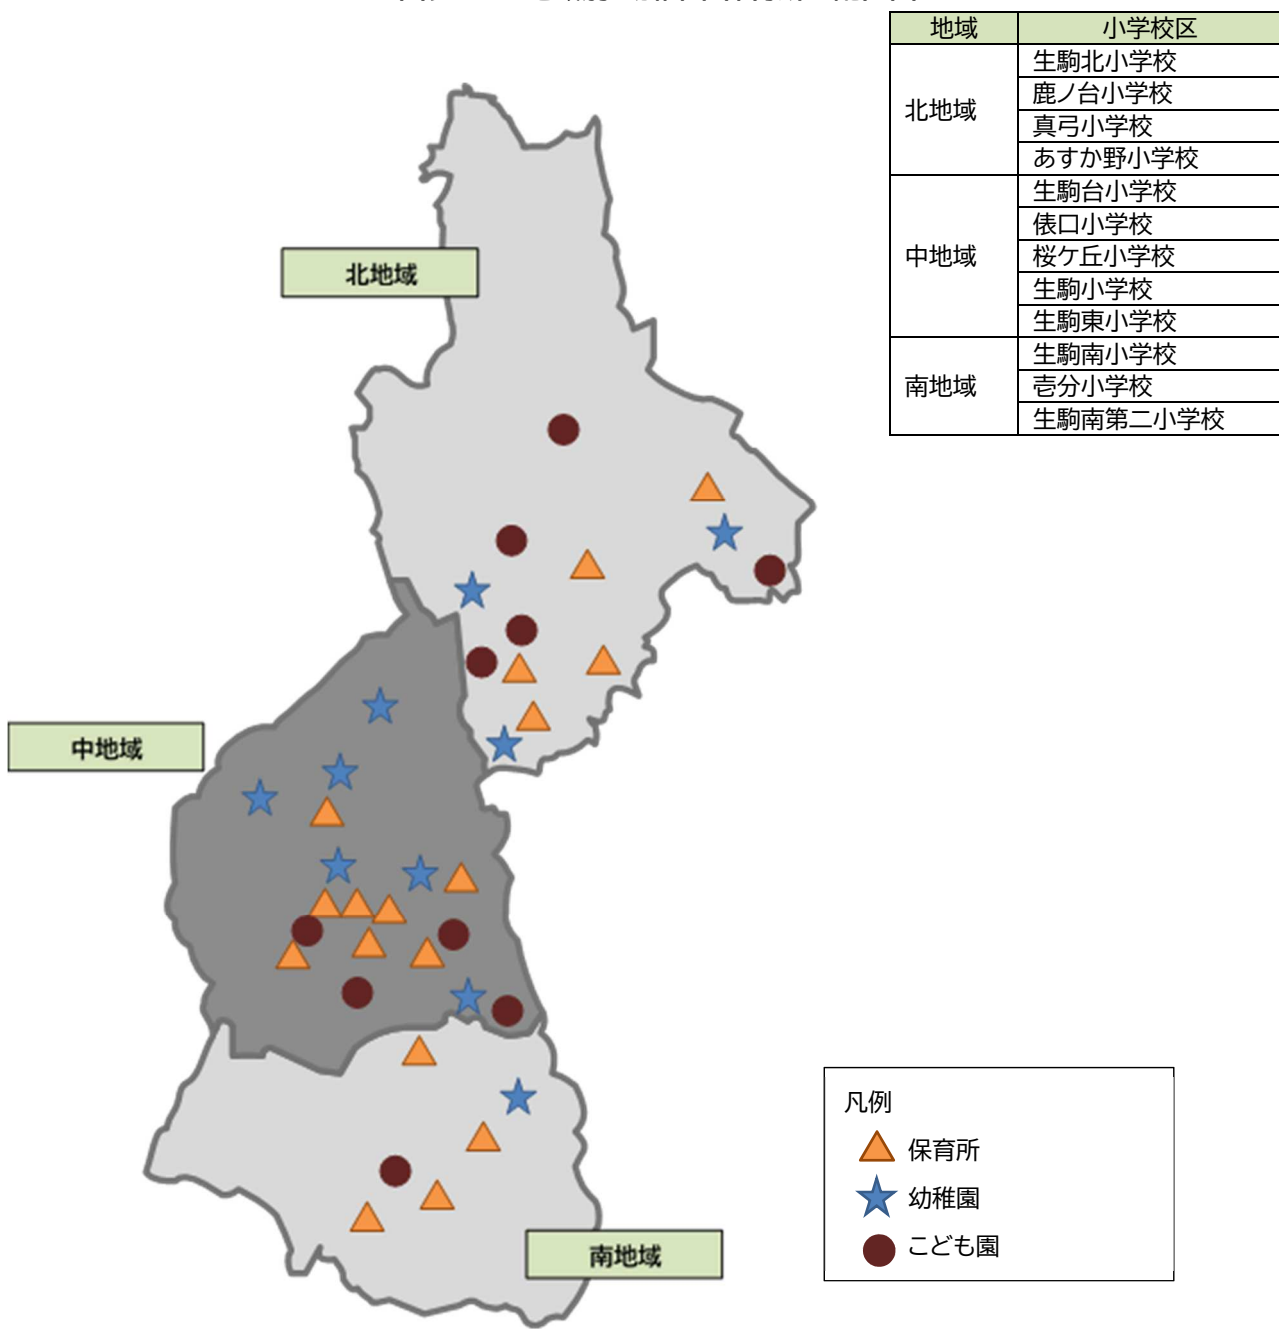 地域 小学校区
北地域 生駒北小学校
鹿ノ台小学校
真弓小学校
あすか野小学校
中地域 生駒台小学校
俵口小学校
桜ケ丘小学校
生駒小学校
生駒東小学校
南地域 生駒南小学校
壱分小学校
生駒南第二小学校
北地域
中地域
南地域
凡例
保育所
幼稚園
こども園